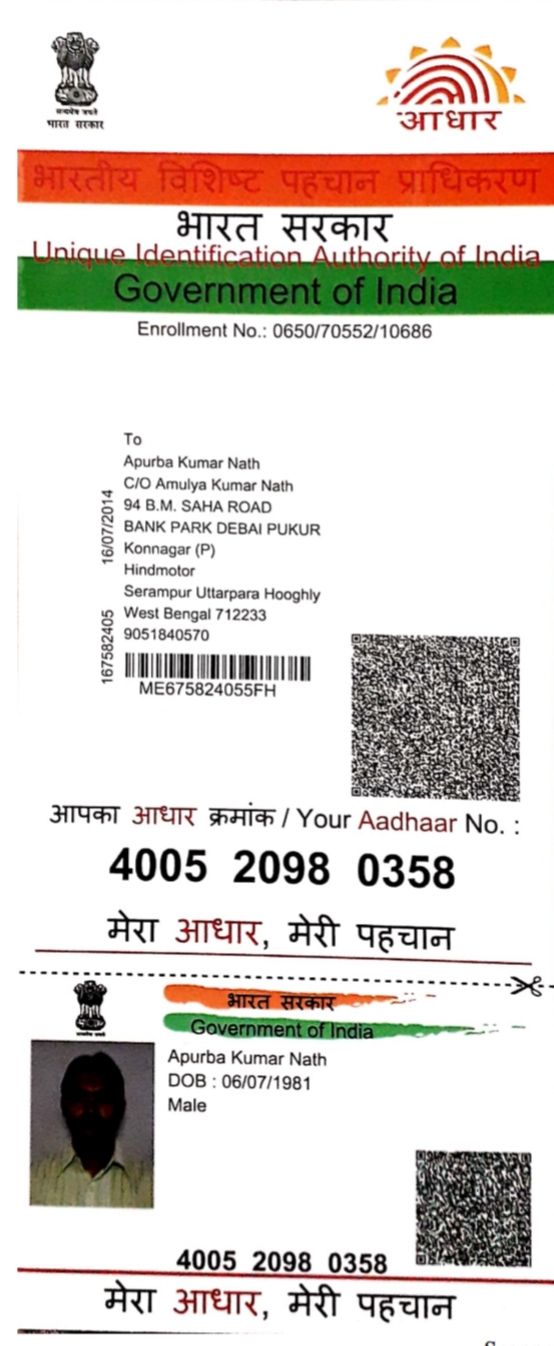 सत्यमेव जयते
भारत सरकार
आधार
भारतीय विशिष्ट पहचान प्राधिकरण
भारत सरकार
Unique Identification Authority of India
Government of India
Enrollment No.: 0650/70552/10686
To
Apurba Kumar Nath
C/O Amulya Kumar Nath
94 B.M. SAHA ROAD
BANK PARK DEBAI PUKUR
Konnagar (P)
Hindmotor
Serampur Uttarpara Hooghly
West Bengal 712233
9051840570
16/07/2014
167582405
ME675824055FH
आपका आधार क्रमांक / Your Aadhaar No. :
4005 2098 0358
मेरा आधार, मेरी पहचान
भारत सरकार
Government of India
Apurba Kumar Nath
DOB : 06/07/1981
Male
4005 2098 0358
मेरा आधार, मेरी पहचान